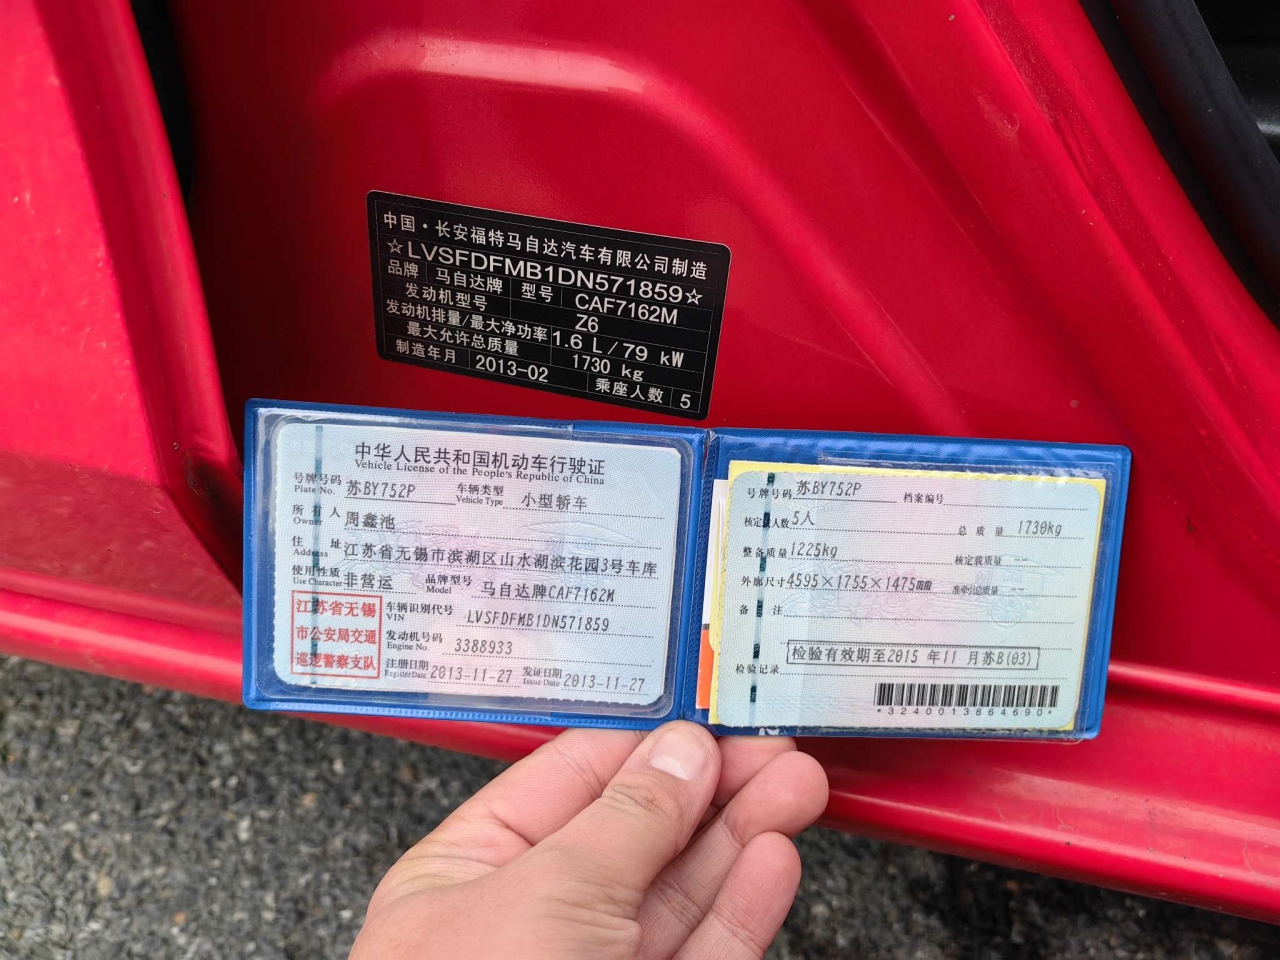 中国·长安福特马自达汽车有限公司制造
☆LVSFDFMB1DN571859☆
品牌 马自达牌 型号 CAF7162M
发动机型号 Z6
发动机排量/最大净功率 1.6 L/79 kW
最大允许总质量 1730 kg
制造年月 2013-02 乘座人数 5
中华人民共和国机动车行驶证
Vehicle License of the People's Republic of China
号牌号码 苏BY752P 车辆类型 小型轿车
Plate No. Vehicle Type
所有人 周鑫池
Owner
住址 江苏省无锡市滨湖区山水湖滨花园3号车库
Address
使用性质 非营运 品牌型号 马自达牌CAF7162M
Use Character Model
江苏省无锡
市公安局交通
巡逻警察支队
车辆识别代号 LVSFDFMB1DN571859
VIN
发动机号码 3388933
Engine No.
注册日期 2013-11-27 发证日期 2013-11-27
Register Date Issue Date
号牌号码 苏BY752P 档案编号
核定载人数 5人 总质量 1730kg
整备质量 1225kg 核定载质量 --
外廓尺寸 4595×1755×1475mm 准牵引总质量 --
备注
检验有效期至2015年11月苏B(03)
检验记录
*3240013864690*